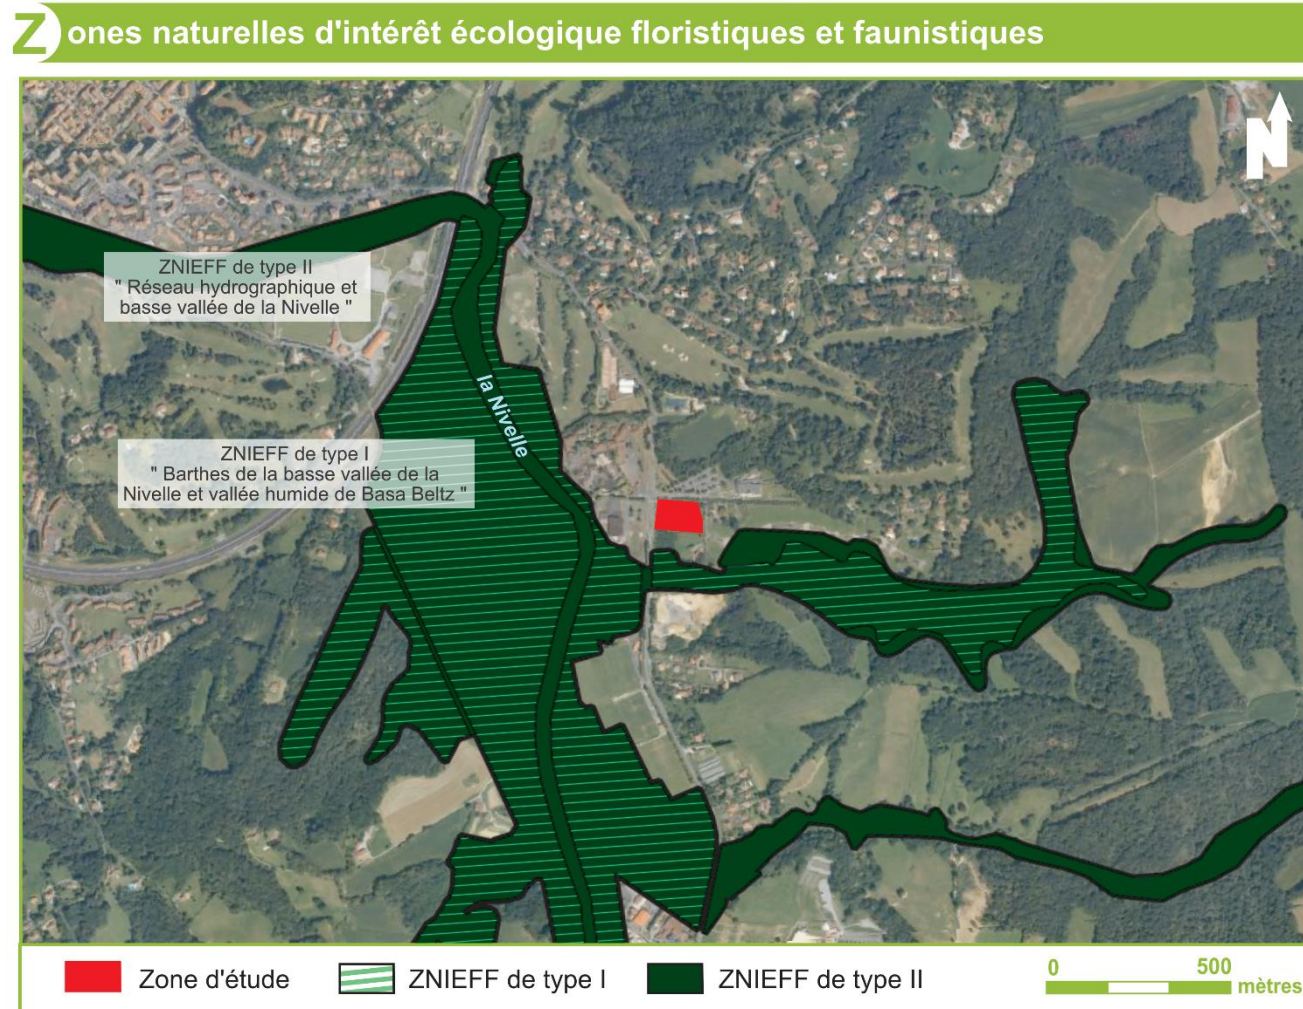 Zones naturelles d'intérêt écologique floristiques et faunistiques
N
ZNIEFF de type II
" Réseau hydrographique et
basse vallée de la Nivelle "
la Nivelle
ZNIEFF de type I
" Barthes de la basse vallée de la
Nivelle et vallée humide de Basa Beltz "
Zone d'étude
ZNIEFF de type I
ZNIEFF de type II
0 500
mètres